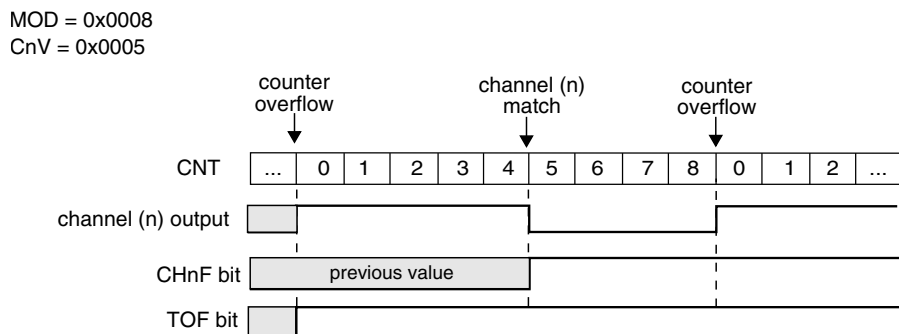 MOD = 0x0008
CnV = 0x0005
counter
overflow
channel (n)
match
counter
overflow
CNT ... 0 1 2 3 4 5 6 7 8 0 1 2 ...
channel (n) output
CHnF bit previous value
TOF bit